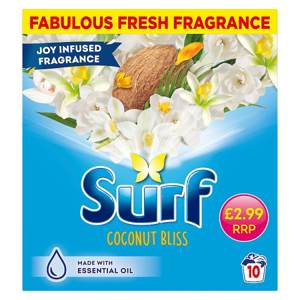 FABULOUS FRESH FRAGRANCE
JOY INFUSED
FRAGRANCE
Surf
£2.99
RRP
COCONUT BLISS
MADE WITH
ESSENTIAL OIL
10